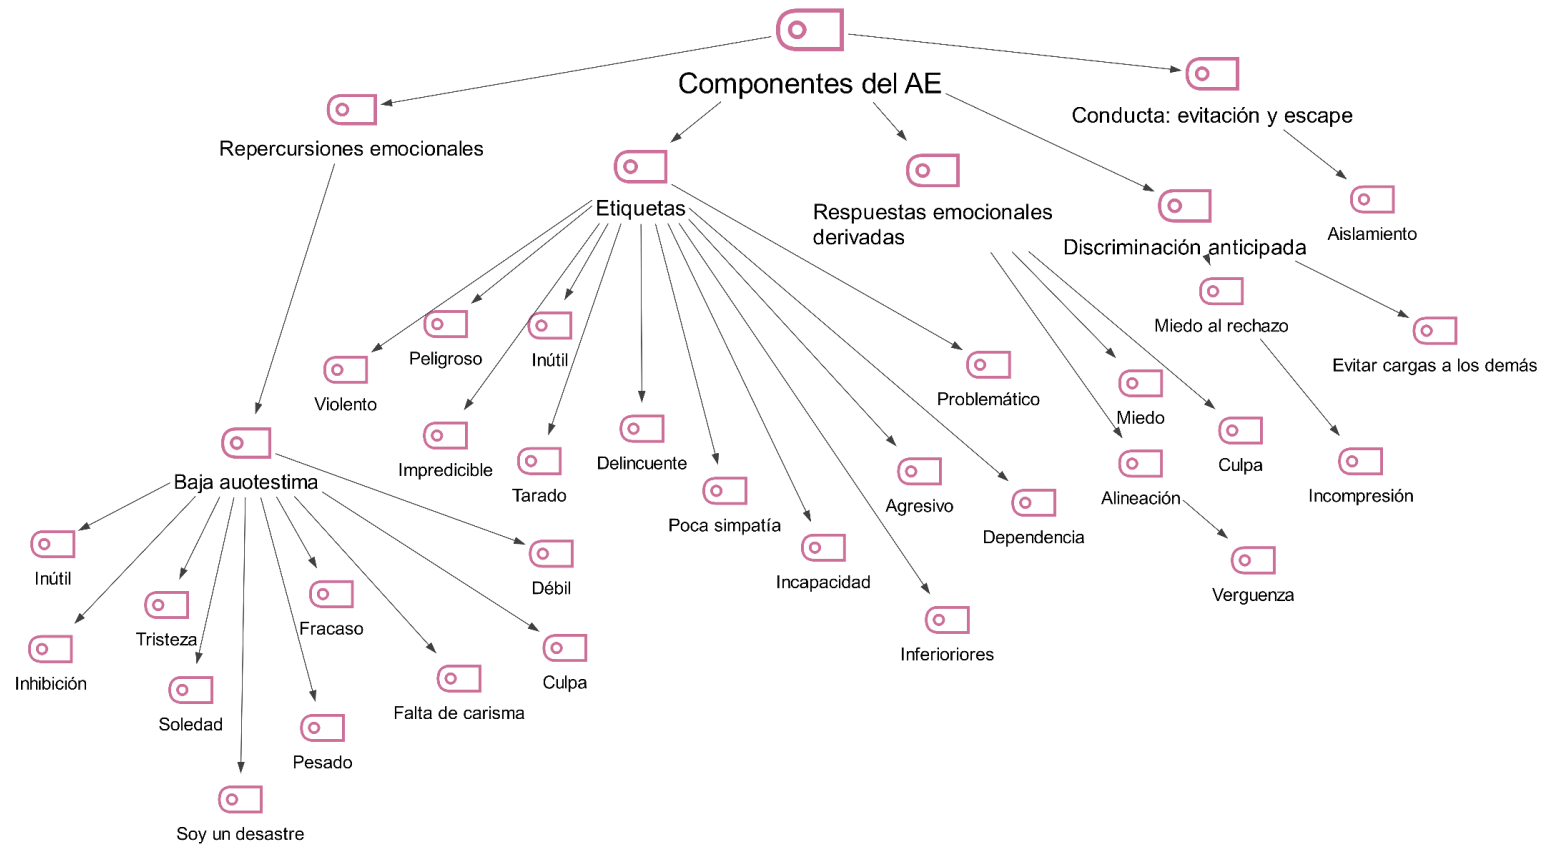 Componentes del AE
Conducta: evitación y escape
Repercursiones emocionales
Etiquetas
Respuestas emocionales
derivadas
Aislamiento
Discriminación anticipada
Miedo al rechazo
Evitar cargas a los demás
Peligroso
Inútil
Violento
Problemático
Miedo
Impredicible
Delincuente
Culpa
Baja auotestima
Tarado
Alineación
Incompresión
Agresivo
Poca simpatía
Dependencia
Inútil
Incapacidad
Débil
Verguenza
Tristeza
Fracaso
Inferioriores
Inhibición
Culpa
Soledad
Falta de carisma
Pesado
Soy un desastre